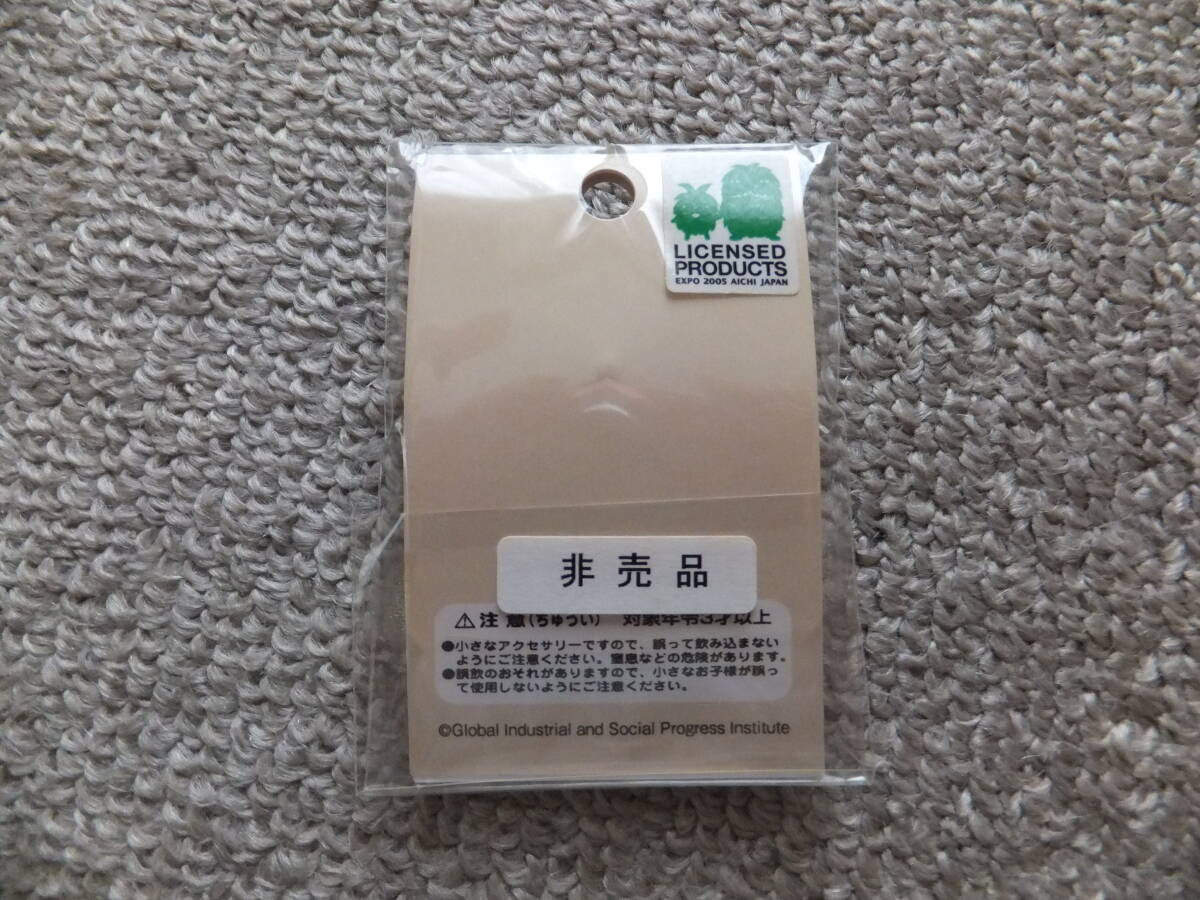 LICENSED
PRODUCTS
EXPO 2005 AICHI JAPAN
非売品
⚠注意(ちゅうい) 対象年令3才以上
●小さなアクセサリーですので、誤って飲み込まない
ようにご注意ください。窒息などの危険があります。
●誤飲のおそれがありますので、小さなお子様が誤っ
て使用しないようにご注意ください。
©Global Industrial and Social Progress Institute